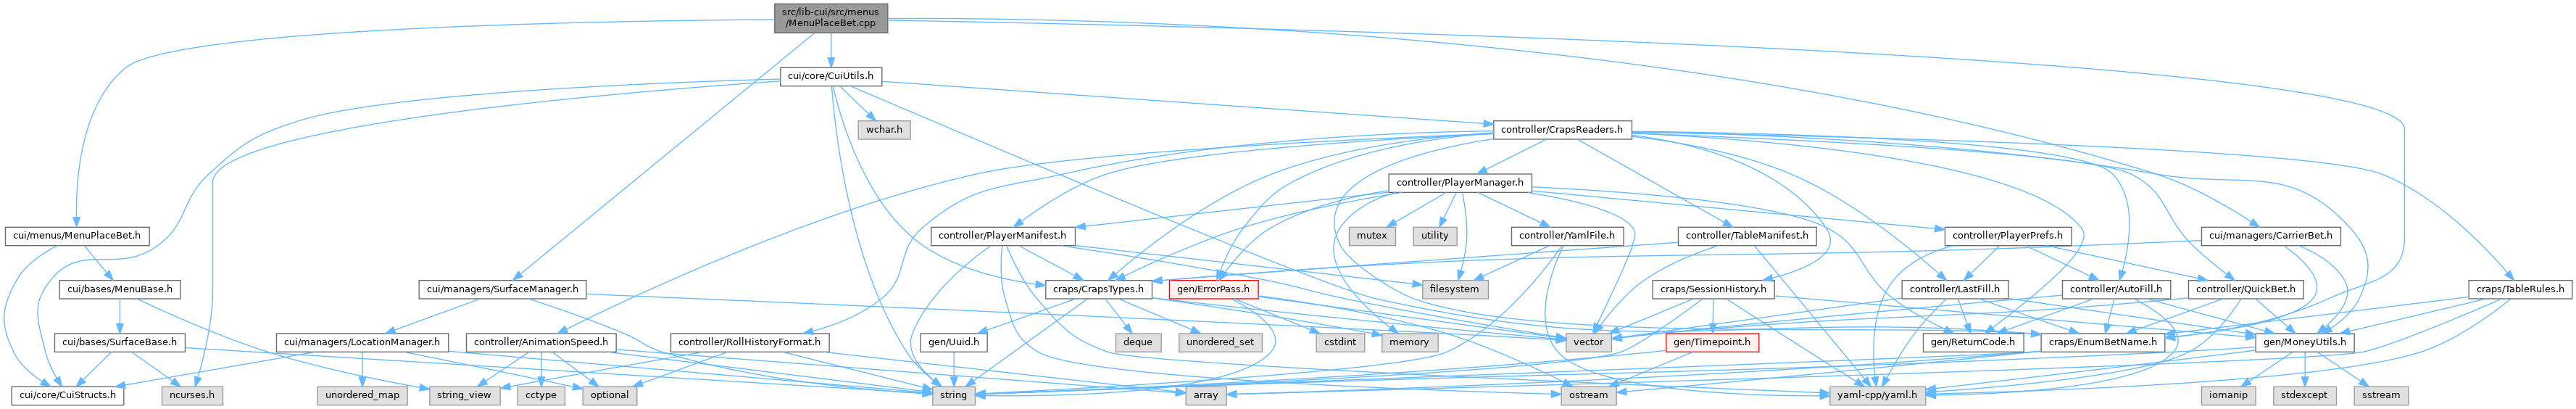 src/lib-cui/src/menus
/MenuPlaceBet.cpp
cui/core/CuiUtils.h
wchar.h
controller/CrapsReaders.h
controller/PlayerManager.h
cui/menus/MenuPlaceBet.h
controller/PlayerManifest.h
mutex
utility
controller/YamlFile.h
controller/TableManifest.h
controller/PlayerPrefs.h
cui/managers/CarrierBet.h
cui/bases/MenuBase.h
cui/managers/SurfaceManager.h
craps/CrapsTypes.h
gen/ErrorPass.h
filesystem
craps/SessionHistory.h
controller/LastFill.h
controller/AutoFill.h
controller/QuickBet.h
craps/TableRules.h
cui/bases/SurfaceBase.h
cui/managers/LocationManager.h
controller/AnimationSpeed.h
controller/RollHistoryFormat.h
gen/Uuid.h
deque
unordered_set
cstdint
memory
vector
gen/Timepoint.h
gen/ReturnCode.h
craps/EnumBetName.h
gen/MoneyUtils.h
cui/core/CuiStructs.h
ncurses.h
unordered_map
string_view
cctype
optional
string
array
ostream
yaml-cpp/yaml.h
iomanip
stdexcept
sstream